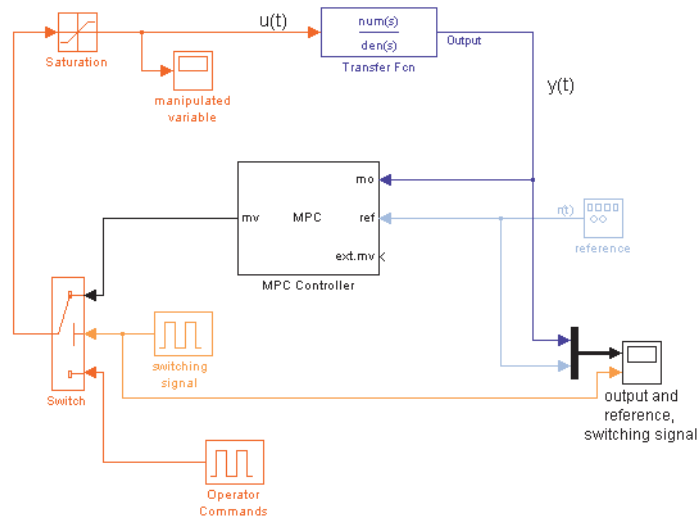 u(t)
num(s)
den(s)
Output
Transfer Fcn
Saturation
manipulated
variable
y(t)
mo
mv
MPC
ref
ext.mv
MPC Controller
r(t)
reference
switching
signal
Switch
output and
reference,
switching signal
Operator
Commands